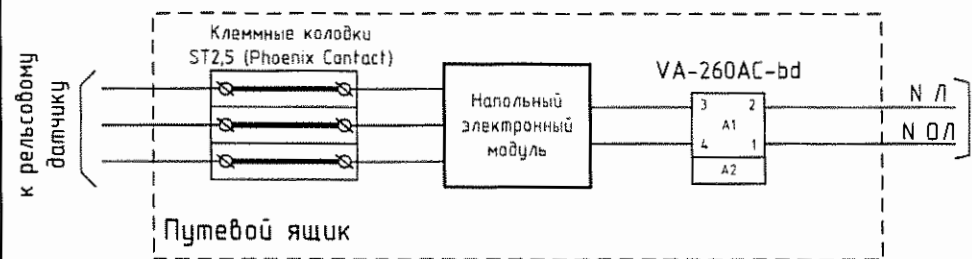 Клеммные колодки
ST2,5 (Phoenix Contact)
к рельсовому
датчику
Напольный
электронный
модуль
VA-260AC-bd
3 2
A1
4 1
A2
N Л
N ОЛ
Путевой ящик